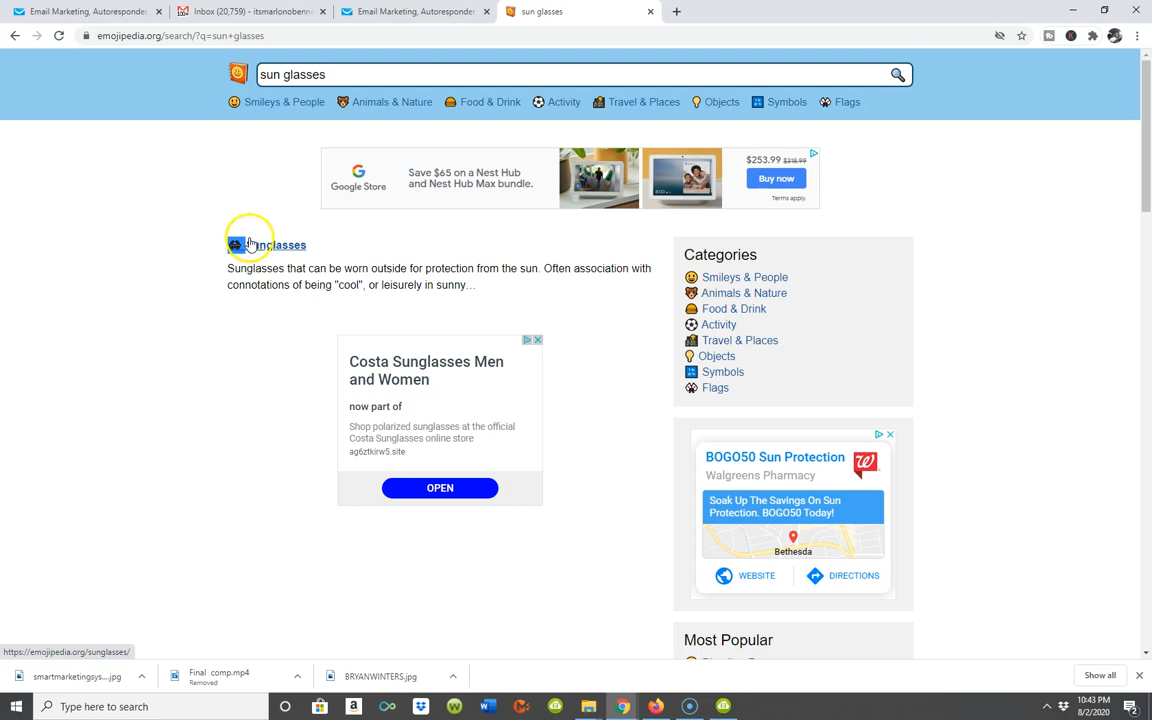 Email Marketing, Autoresponder,
Inbox (20,759) - itsmarlonobenne
Email Marketing, Autoresponder,
sun glasses
emojipedia.org/search/?q=sun+glasses
sun glasses
Smileys & People
Animals & Nature
Food & Drink
Activity
Travel & Places
Objects
Symbols
Flags
Google Store
Save $65 on a Nest Hub
and Nest Hub Max bundle.
$253.99 $318.99
Buy now
Terms apply.
Sunglasses
Sunglasses that can be worn outside for protection from the sun. Often association with
connotations of being "cool", or leisurely in sunny…
Costa Sunglasses Men
and Women
now part of
Shop polarized sunglasses at the official
Costa Sunglasses online store
ag6ztkirw5.site
OPEN
Categories
Smileys & People
Animals & Nature
Food & Drink
Activity
Travel & Places
Objects
Symbols
Flags
BOGO50 Sun Protection
Walgreens Pharmacy
Soak Up The Savings On Sun
Protection. BOGO50 Today!
Bethesda
WEBSITE
DIRECTIONS
Most Popular
https://emojipedia.org/sunglasses/
smartmarketingsys....jpg
Final comp.mp4
Removed
BRYANWINTERS.jpg
Show all
Type here to search
10:43 PM
8/2/2020